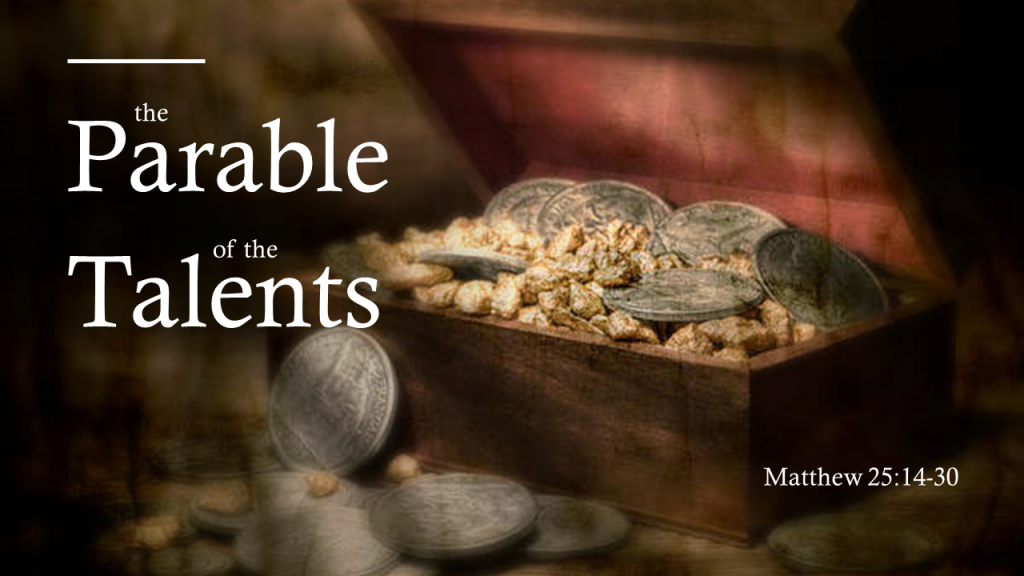 the
Parable
of the
Talents
Matthew 25:14-30